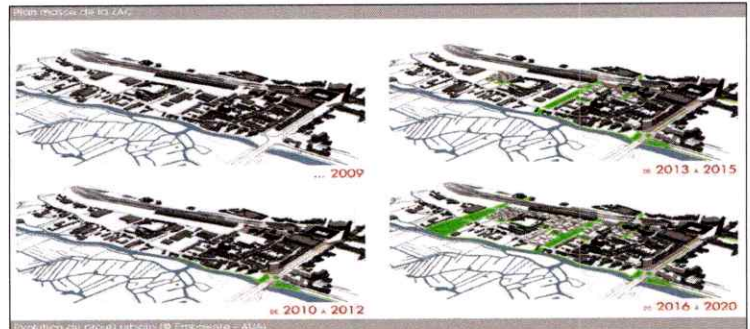 Plan masse de la ZAC
... 2009
DE 2013 A 2015
DE 2010 A 2012
DE 2016 A 2020
Evolution du projet urbain (©